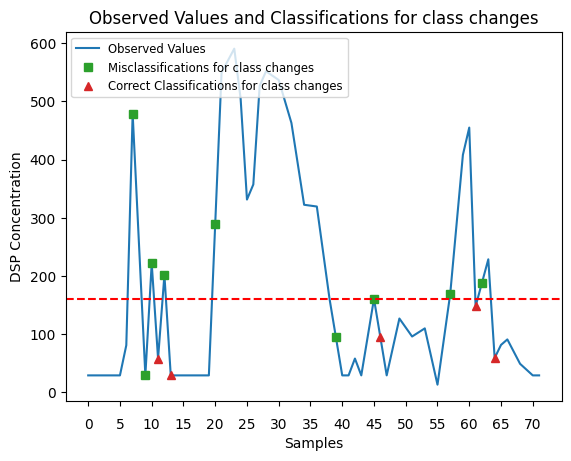 Observed Values and Classifications for class changes
Observed Values
Misclassifications for class changes
Correct Classifications for class changes
DSP Concentration
600
500
400
300
200
100
0
0 5 10 15 20 25 30 35 40 45 50 55 60 65 70
Samples